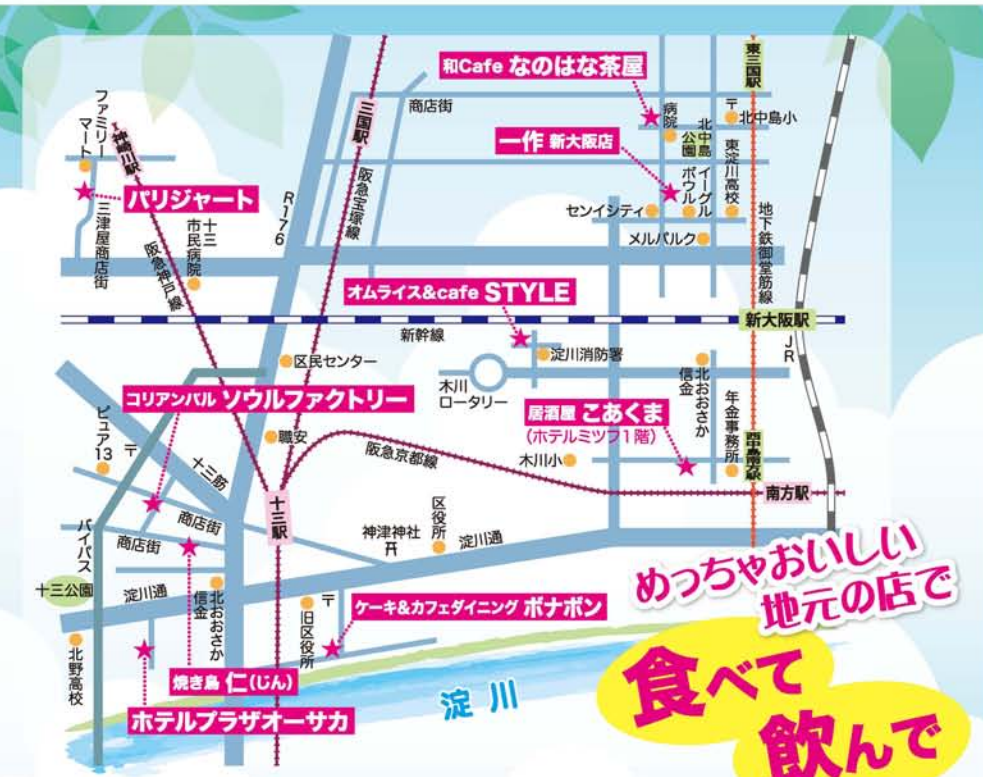 和Cafe なのはな茶屋
東三国駅
商店街
病院
〒
北中島小
ファミリーマート
神崎川駅
三国駅
一作 新大阪店
北中島公園
東淀川高校
イーグルボウル
パリジャート
R176
阪急宝塚線
センイシティ
メルパルク
地下鉄御堂筋線
三津屋商店街
十三市民病院
阪急神戸線
オムライス&cafe STYLE
新幹線
新大阪駅
JR
区民センター
淀川消防署
木川ロータリー
北おおさか信金
年金事務所
コリアンバル ソウルファクトリー
居酒屋 こあくま
(ホテルミツフ1階)
ピュア13
〒
職安
阪急京都線
木川小
西中島南方駅
南方駅
十三筋
十三駅
商店街
商店街
バイパス
神津神社
区役所
淀川通
十三公園
淀川通
北おおさか信金
旧区役所
〒
ケーキ&カフェダイニング ボナボン
北野高校
焼き鳥 仁(じん)
ホテルプラザオーサカ
淀川
めっちゃおいしい
地元の店で
食べて
飲んで